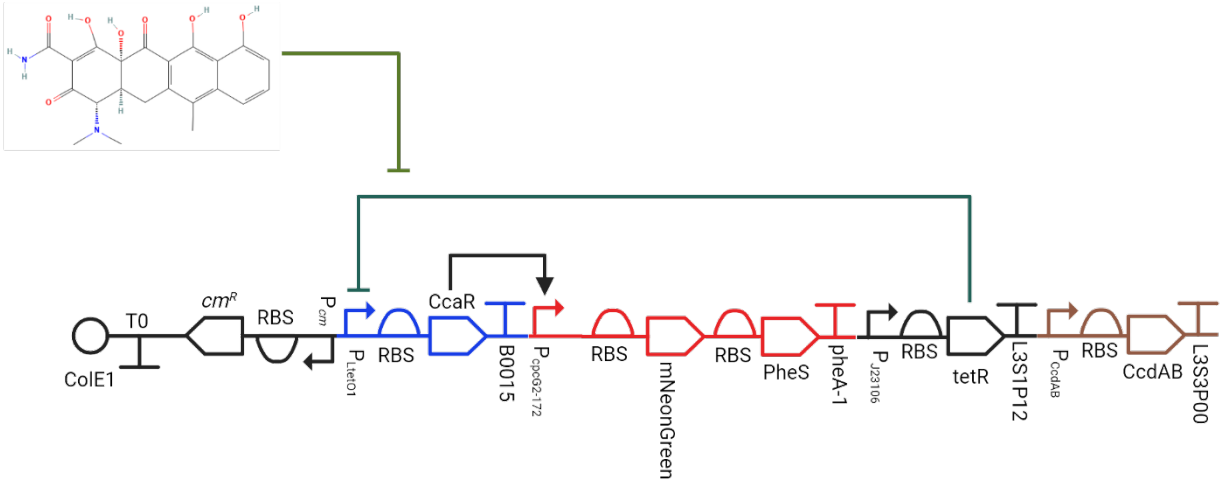 O
H
O
H
O
O
H
O
H
O
H
H
N
H
O
H
N
CcaR
cm^R
RBS
P_cm
T0
ColE1
P_LtetO1
RBS
B0015
P_cpcG2-172
RBS
mNeonGreen
RBS
PheS
pheA-1
P_J23106
RBS
tetR
L3S1P12
P_CcdAB
RBS
CcdAB
L3S3P00